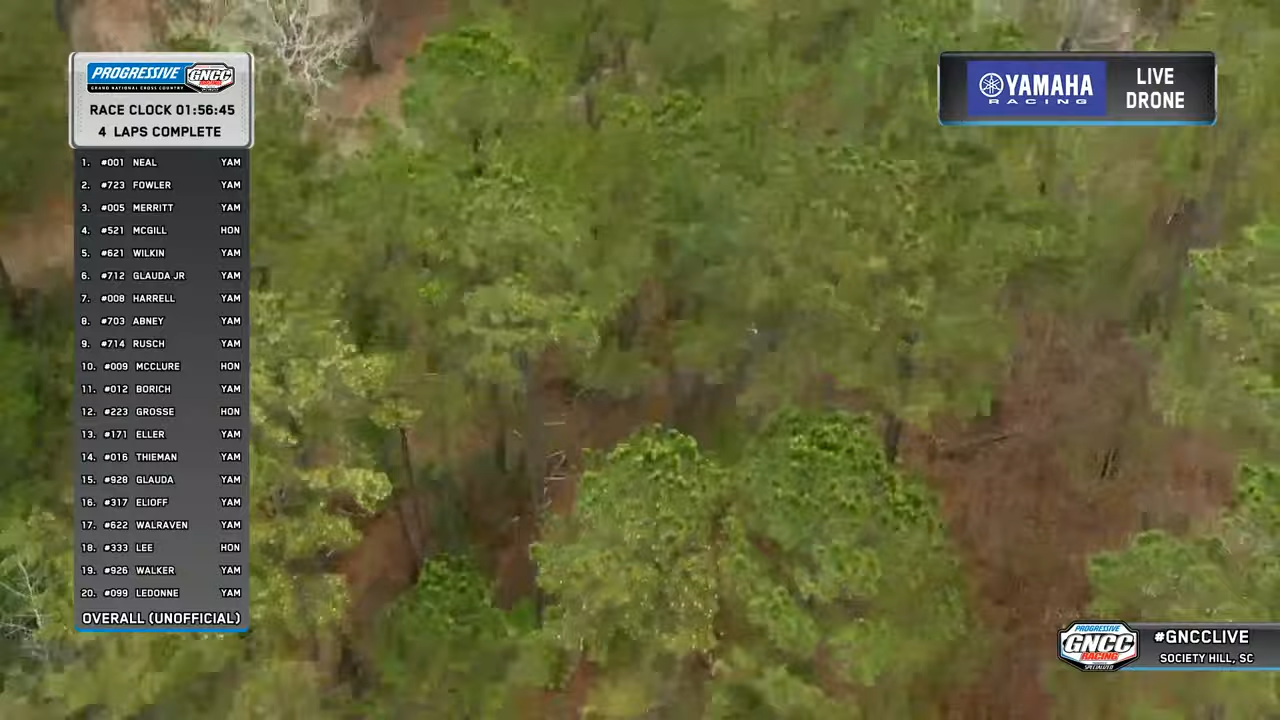 PROGRESSIVE GNCC RACING
GRAND NATIONAL CROSS COUNTRY
RACE CLOCK 01:56:45
4 LAPS COMPLETE
1. #001 NEAL YAM
2. #723 FOWLER YAM
3. #005 MERRITT YAM
4. #521 MCGILL HON
5. #621 WILKIN YAM
6. #712 GLAUDA JR YAM
7. #008 HARRELL YAM
8. #703 ABNEY YAM
9. #714 RUSCH YAM
10. #009 MCCLURE HON
11. #012 BORICH YAM
12. #223 GROSSE HON
13. #171 ELLER YAM
14. #016 THIEMAN YAM
15. #928 GLAUDA YAM
16. #317 ELIOFF YAM
17. #622 WALRAVEN YAM
18. #333 LEE HON
19. #926 WALKER YAM
20. #099 LEDONNE YAM
OVERALL (UNOFFICIAL)
YAMAHA
RACING
LIVE
DRONE
PROGRESSIVE
GNCC
RACING
SPECIALIZED
#GNCCLIVE
SOCIETY HILL, SC